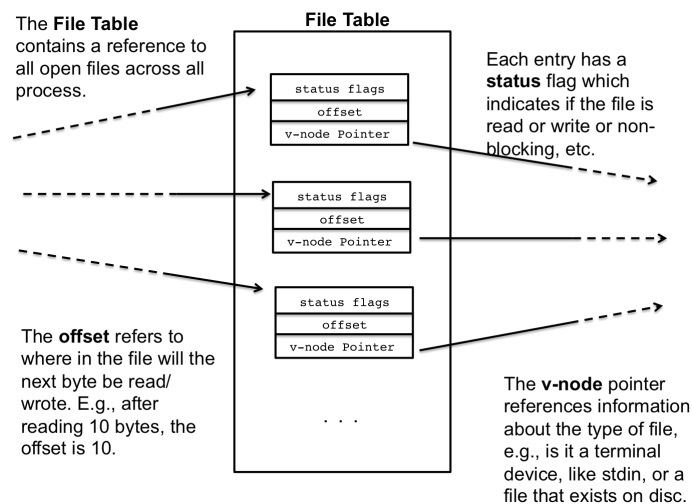 The File Table
contains a reference to
all open files across all
process.
File Table
status flags
offset
v-node Pointer
Each entry has a
status flag which
indicates if the file is
read or write or non-
blocking, etc.
status flags
offset
v-node Pointer
status flags
offset
v-node Pointer
The offset refers to
where in the file will the
next byte be read/
wrote. E.g., after
reading 10 bytes, the
offset is 10.
. . .
The v-node pointer
references information
about the type of file,
e.g., is it a terminal
device, like stdin, or a
file that exists on disc.